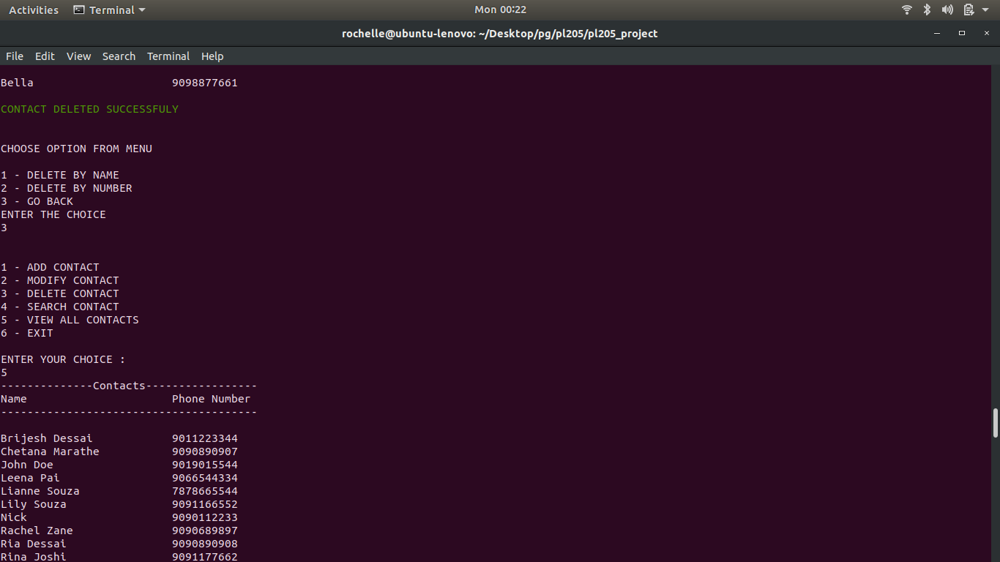 Activities Terminal Mon 00:22
rochelle@ubuntu-lenovo: ~/Desktop/pg/pl205/pl205_project
File Edit View Search Terminal Help
Bella 9098877661
CONTACT DELETED SUCCESSFULY
CHOOSE OPTION FROM MENU
1 - DELETE BY NAME
2 - DELETE BY NUMBER
3 - GO BACK
ENTER THE CHOICE
3
1 - ADD CONTACT
2 - MODIFY CONTACT
3 - DELETE CONTACT
4 - SEARCH CONTACT
5 - VIEW ALL CONTACTS
6 - EXIT
ENTER YOUR CHOICE :
5
--------------Contacts-----------------
Name Phone Number
---------------------------------------
Brijesh Dessai 9011223344
Chetana Marathe 9090890907
John Doe 9019015544
Leena Pai 9066544334
Lianne Souza 7878665544
Lily Souza 9091166552
Nick 9090112233
Rachel Zane 9090689897
Ria Dessai 9090890908
Rina Joshi 9091177662